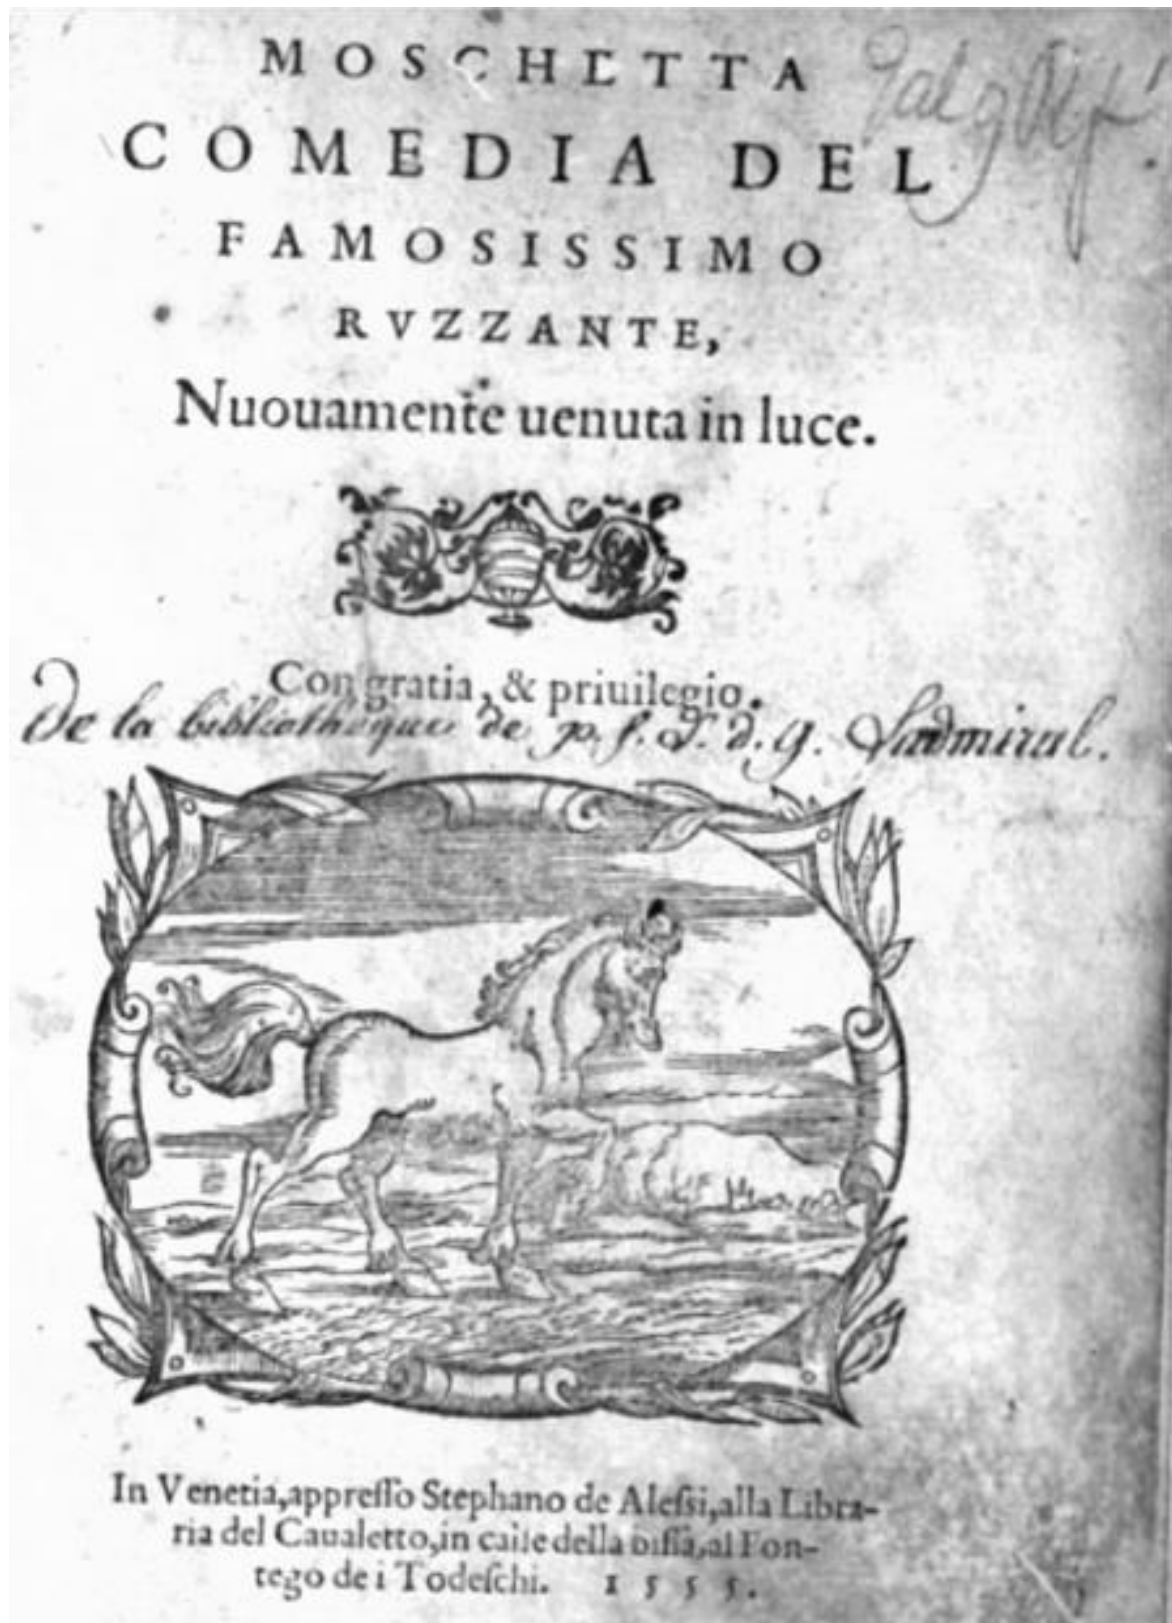 MOSCHETTA
COMEDIA DEL
FAMOSISSIMO
RVZZANTE,
Nuouamente uenuta in luce.
Con gratia, & priuilegio.
De la bibliotheque de p. f. d. g. Ladmiral.
In Venetia, appreſſo Stephano de Aleſsi, alla Libra-
ria del Caualetto, in calle della biſſa, al Fon-
tego de i Todeſchi. 1555.